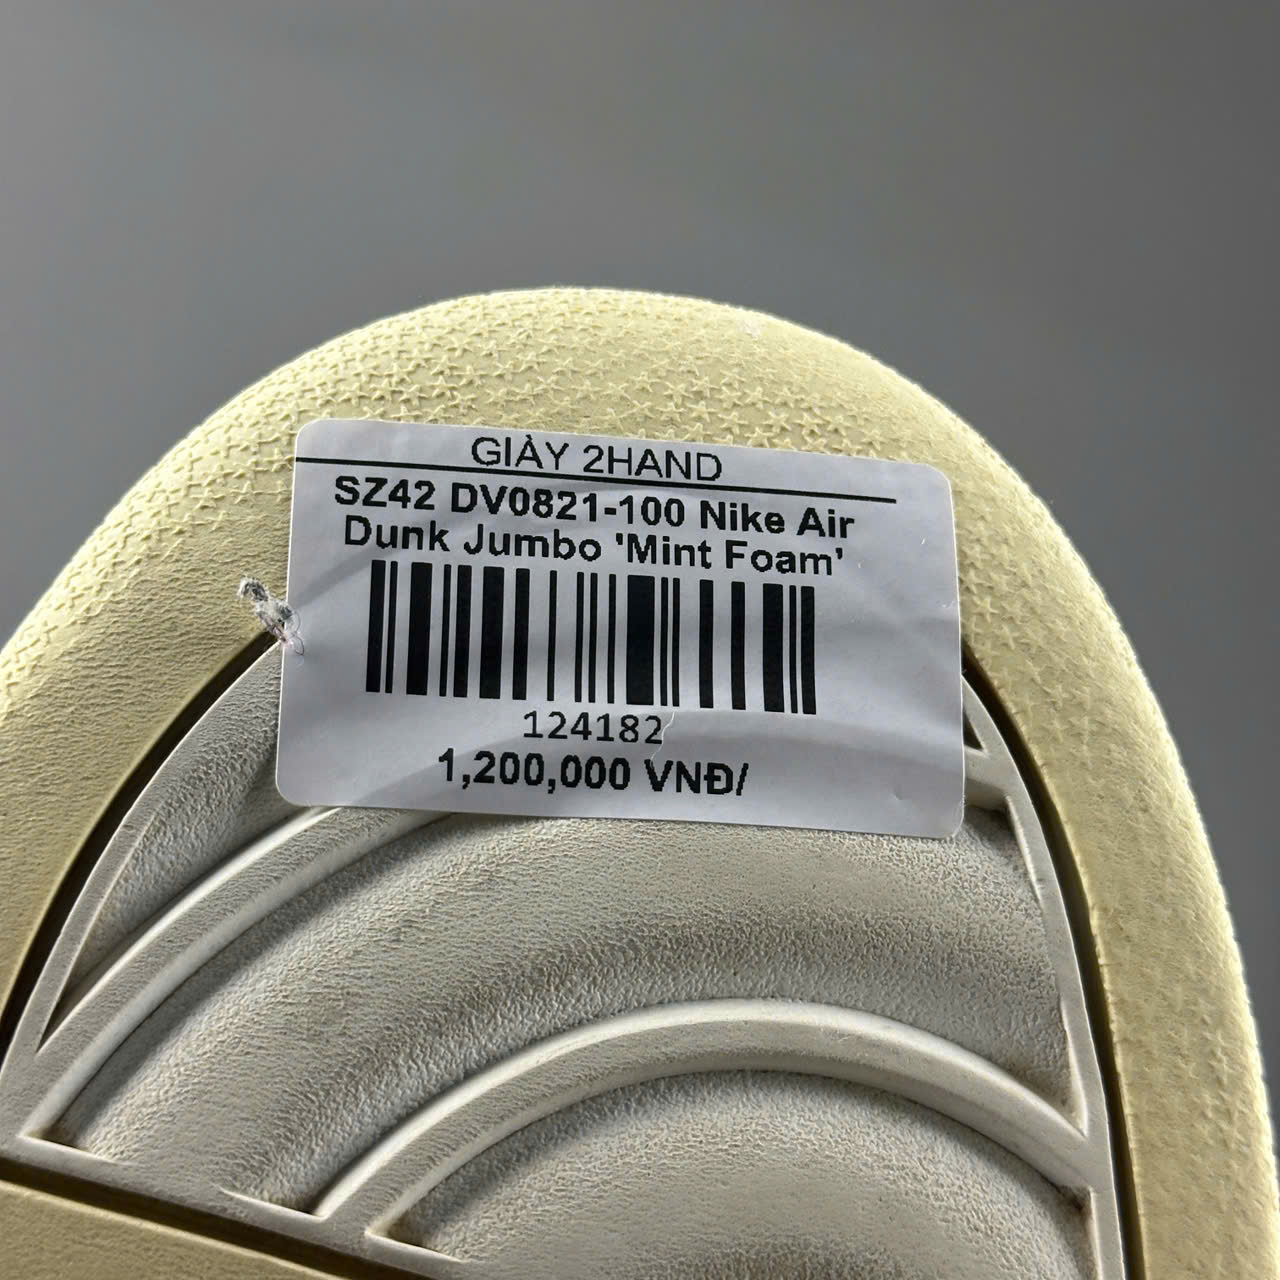 GIÀY 2HAND
SZ42 DV0821-100 Nike Air
Dunk Jumbo 'Mint Foam'
124182
1,200,000 VNĐ/